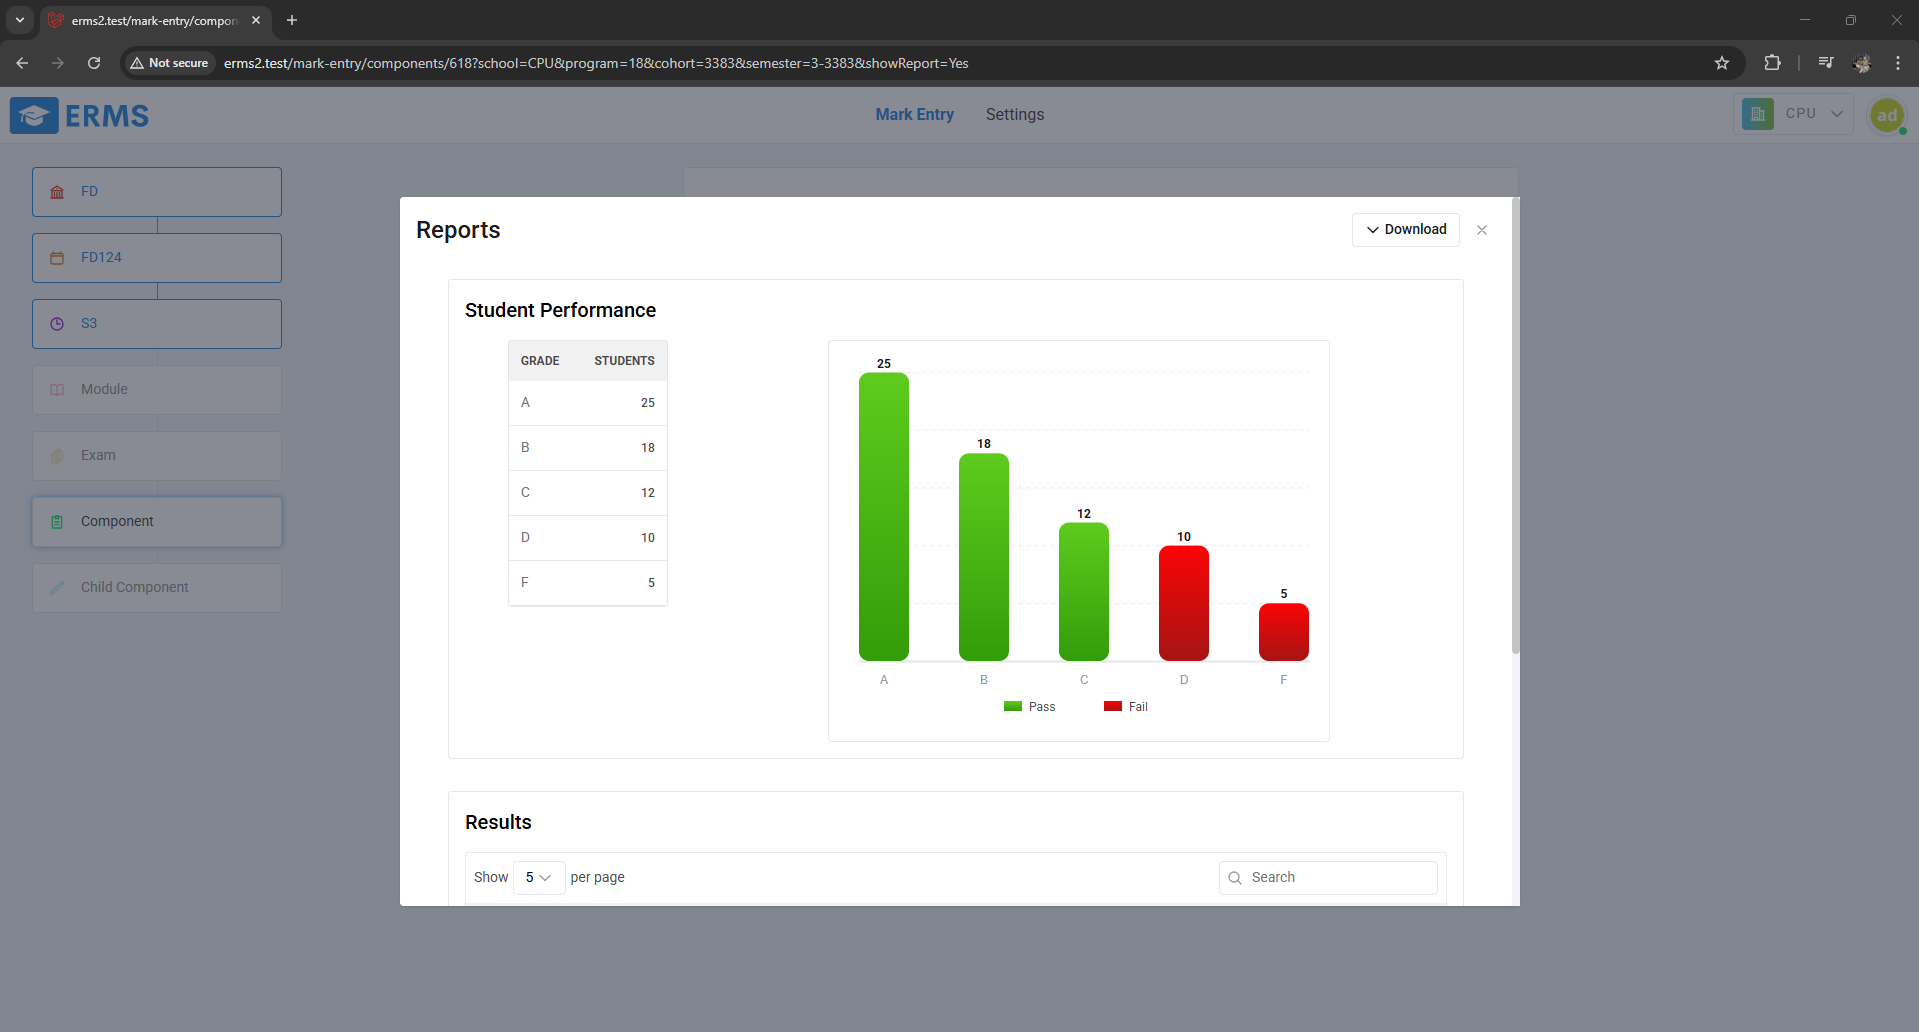 erms2.test/mark-entry/compon
Not secure
erms2.test/mark-entry/components/618?school=CPU&program=18&cohort=3383&semester=3-3383&showReport=Yes
ERMS
Mark Entry
Settings
CPU
ad
FD
FD124
S3
Module
Exam
Component
Child Component
Reports
Download
Student Performance
GRADE STUDENTS
A 25
B 18
C 12
D 10
F 5
25
18
12
10
5
A B C D F
Pass Fail
Results
Show 5 per page
Search